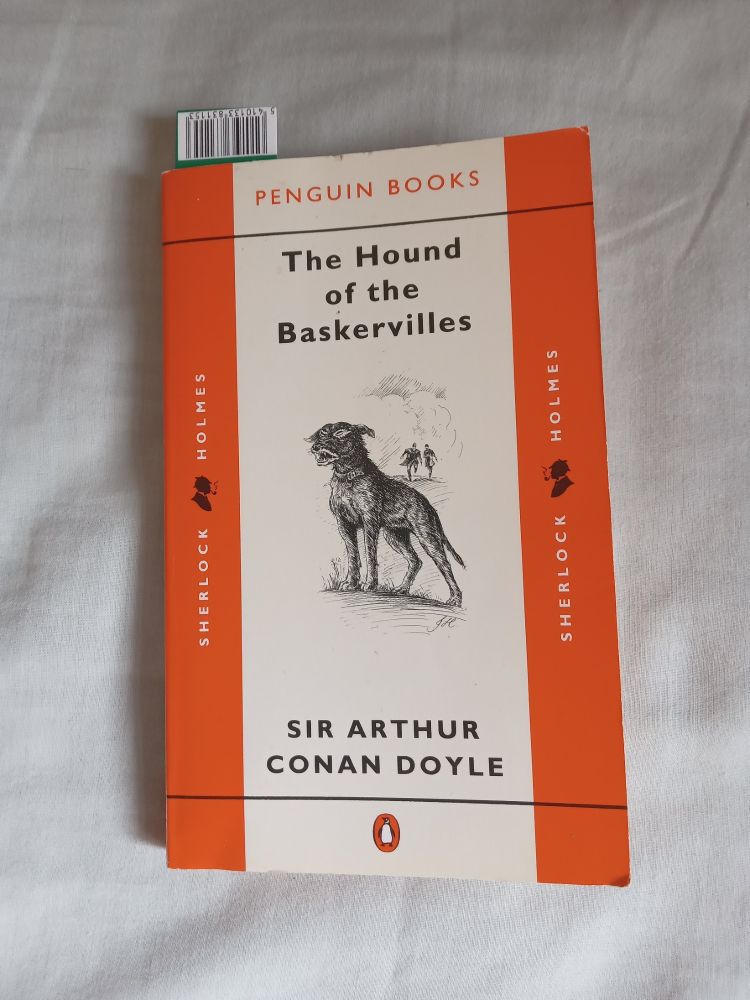 PENGUIN BOOKS
The Hound
of the
Baskervilles
SHERLOCK HOLMES
SHERLOCK HOLMES
SIR ARTHUR
CONAN DOYLE